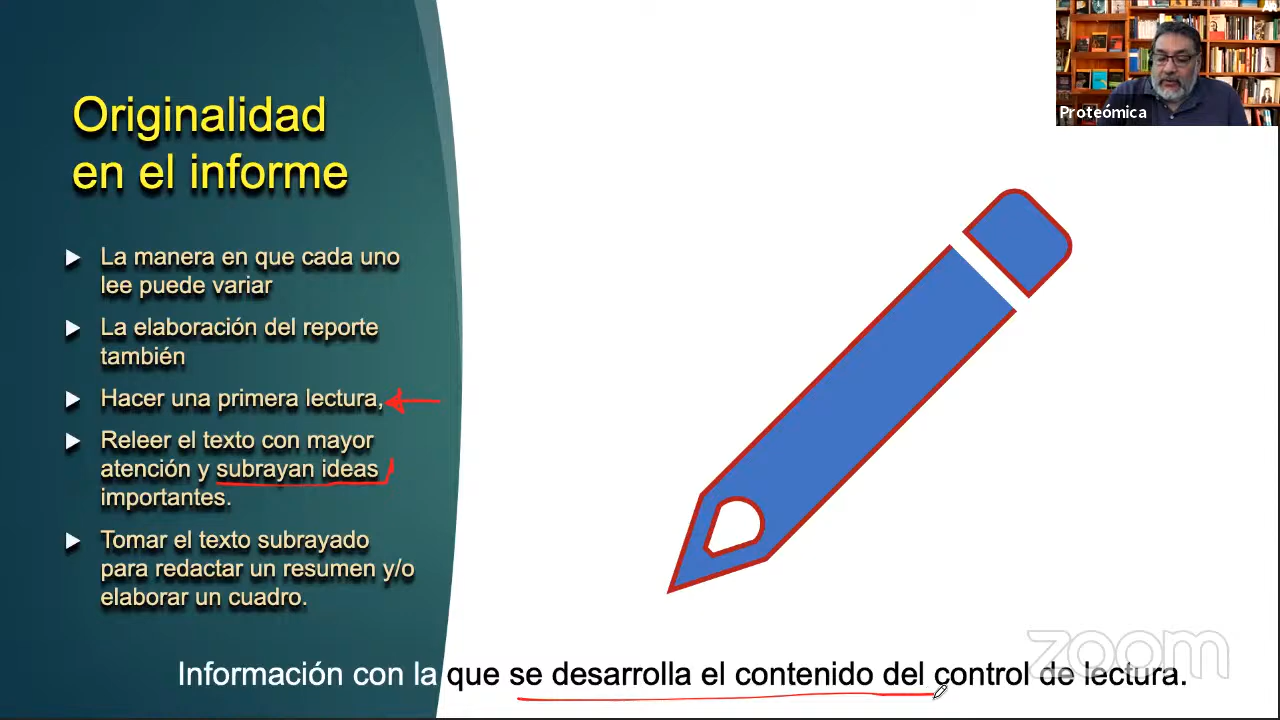 Originalidad
en el informe
La manera en que cada uno
lee puede variar
La elaboración del reporte
también
Hacer una primera lectura,
Releer el texto con mayor
atención y subrayan ideas
importantes.
Tomar el texto subrayado
para redactar un resumen y/o
elaborar un cuadro.
Información con la que se desarrolla el contenido del control de lectura.
Proteómica
zoom